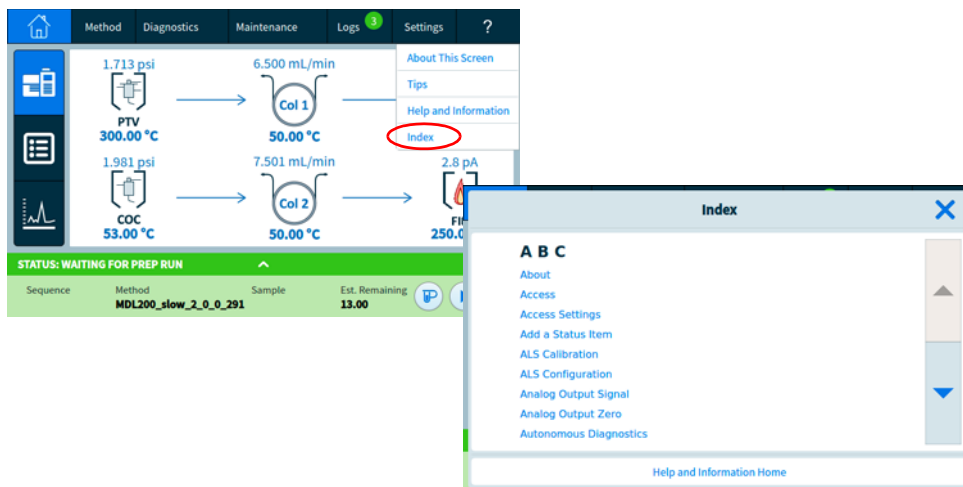 Method Diagnostics Maintenance Logs 3 Settings ?
About This Screen
Tips
Help and Information
Index
1.713 psi 6.500 mL/min
Col 1
PTV
300.00 °C 50.00 °C
1.981 psi 7.501 mL/min 2.8 pA
Col 2
COC
53.00 °C 50.00 °C 250.0
STATUS: WAITING FOR PREP RUN
Sequence Method Sample Est. Remaining
MDL200_slow_2_0_0_291 13.00
Index
A B C
About
Access
Access Settings
Add a Status Item
ALS Calibration
ALS Configuration
Analog Output Signal
Analog Output Zero
Autonomous Diagnostics
Help and Information Home